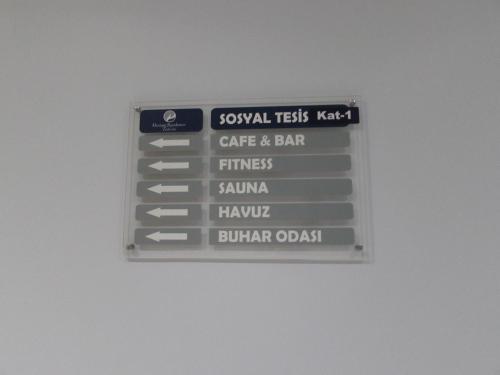 SOSYAL TESİS Kat-1
CAFE & BAR
FITNESS
SAUNA
HAVUZ
BUHAR ODASI